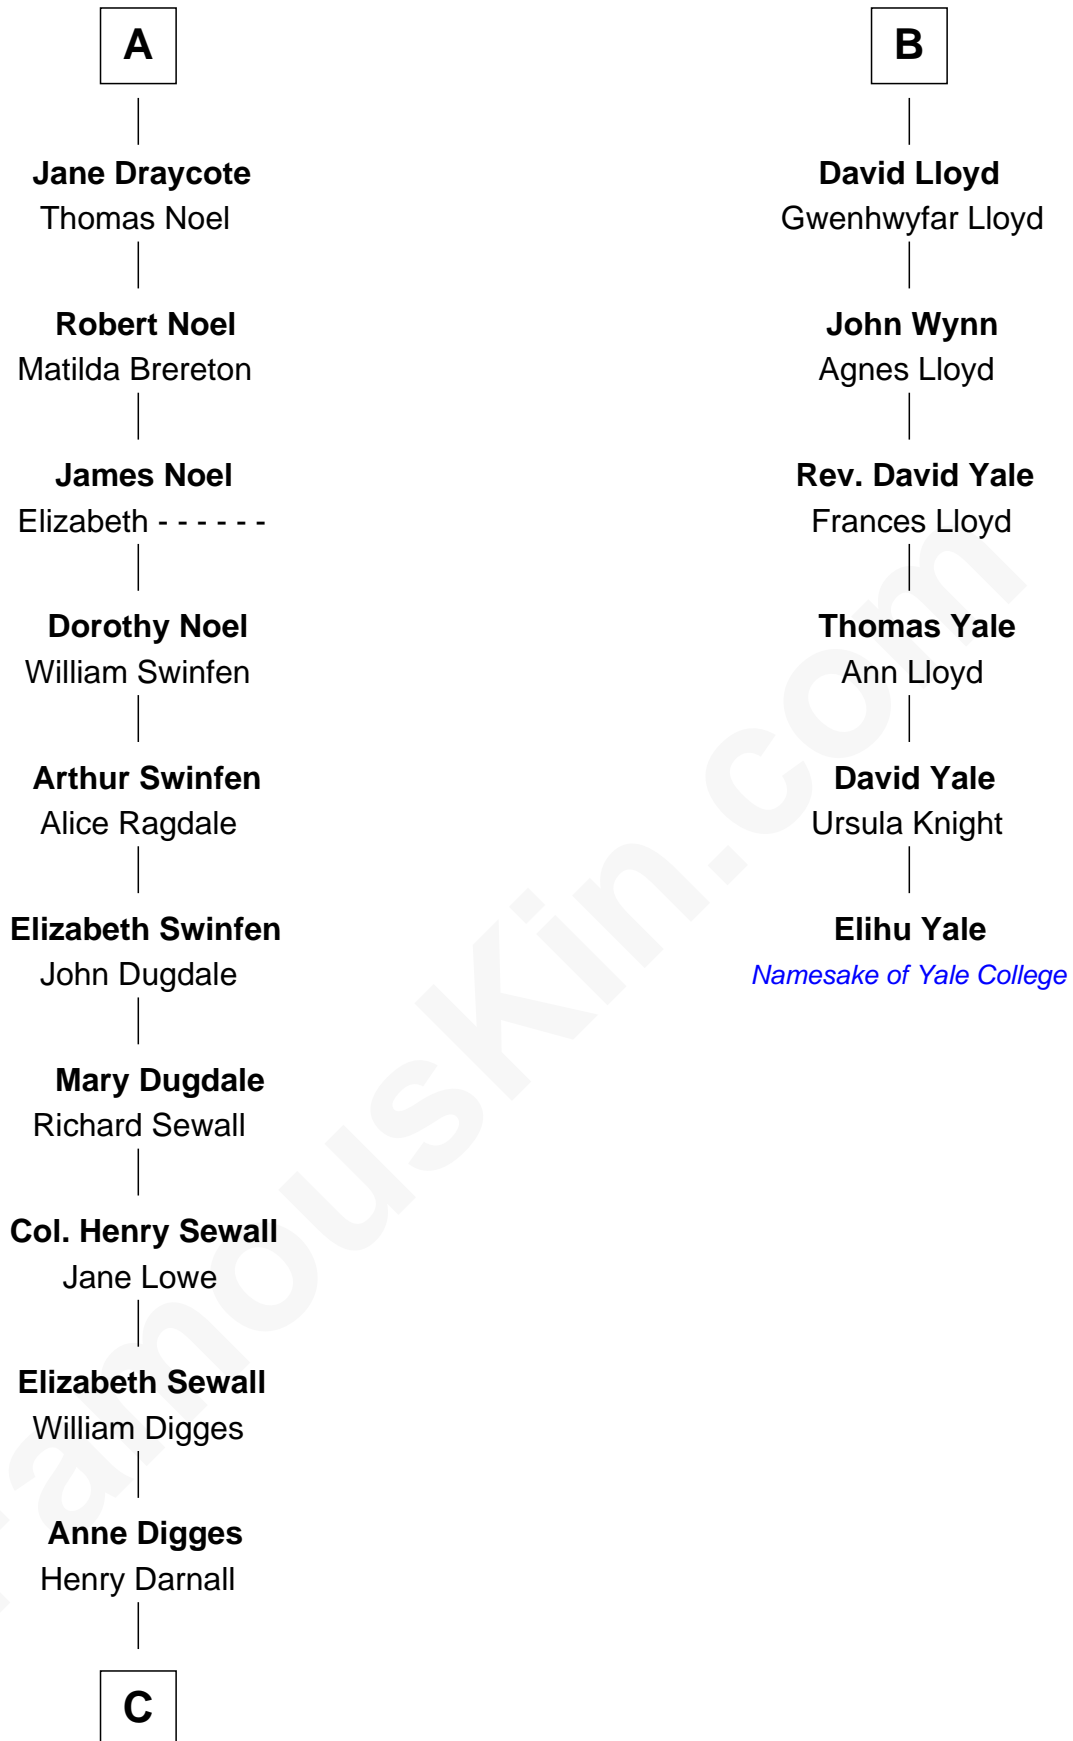 A
Jane Draycote
Thomas Noel
Robert Noel
Matilda Brereton
James Noel
Elizabeth - - - - - -
Dorothy Noel
William Swinfen
Arthur Swinfen
Alice Ragdale
Elizabeth Swinfen
John Dugdale
Mary Dugdale
Richard Sewall
Col. Henry Sewall
Jane Lowe
Elizabeth Sewall
William Digges
Anne Digges
Henry Darnall
C
B
David Lloyd
Gwenhwyfar Lloyd
John Wynn
Agnes Lloyd
Rev. David Yale
Frances Lloyd
Thomas Yale
Ann Lloyd
David Yale
Ursula Knight
Elihu Yale
Namesake of Yale College
FamousKin.com